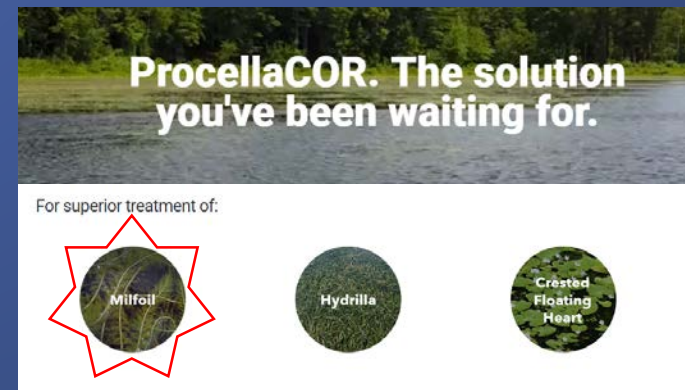 ProcellaCOR. The solution
you've been waiting for.
For superior treatment of:
Milfoil
Hydrilla
Crested
Floating
Heart